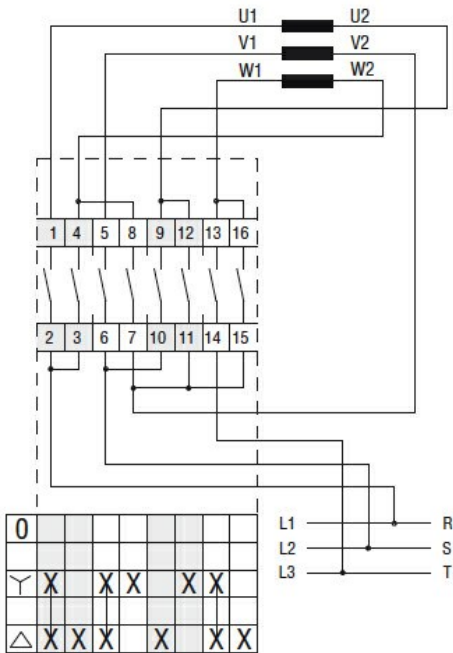 U1 U2
V1 V2
W1 W2
1 4 5 8 9 12 13 16
2 3 6 7 10 11 14 15
L1 R
L2 S
L3 T
0
Y X X X X X
△ X X X X X X